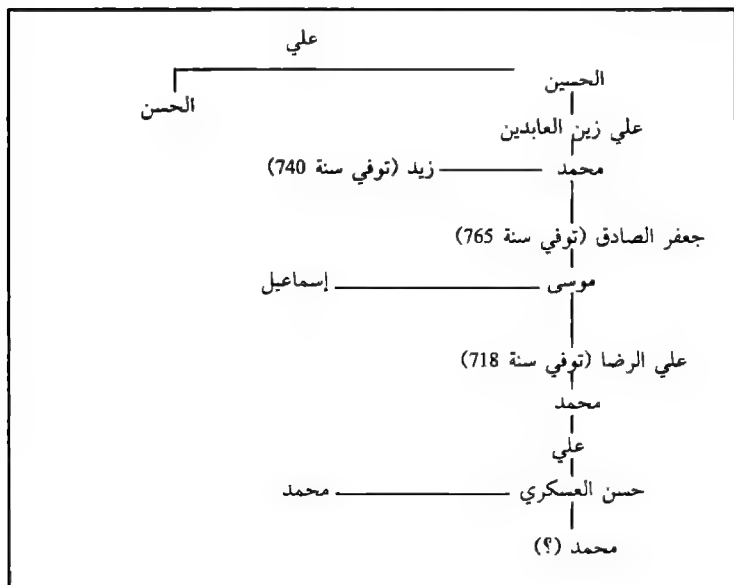 علي
الحسين
الحسن
علي زين العابدين
محمد
زيد (توفي سنة 740)
جعفر الصادق (توفي سنة 765)
موسى
إسماعيل
علي الرضا (توفي سنة 718)
محمد
علي
حسن العسكري
محمد
محمد (؟)